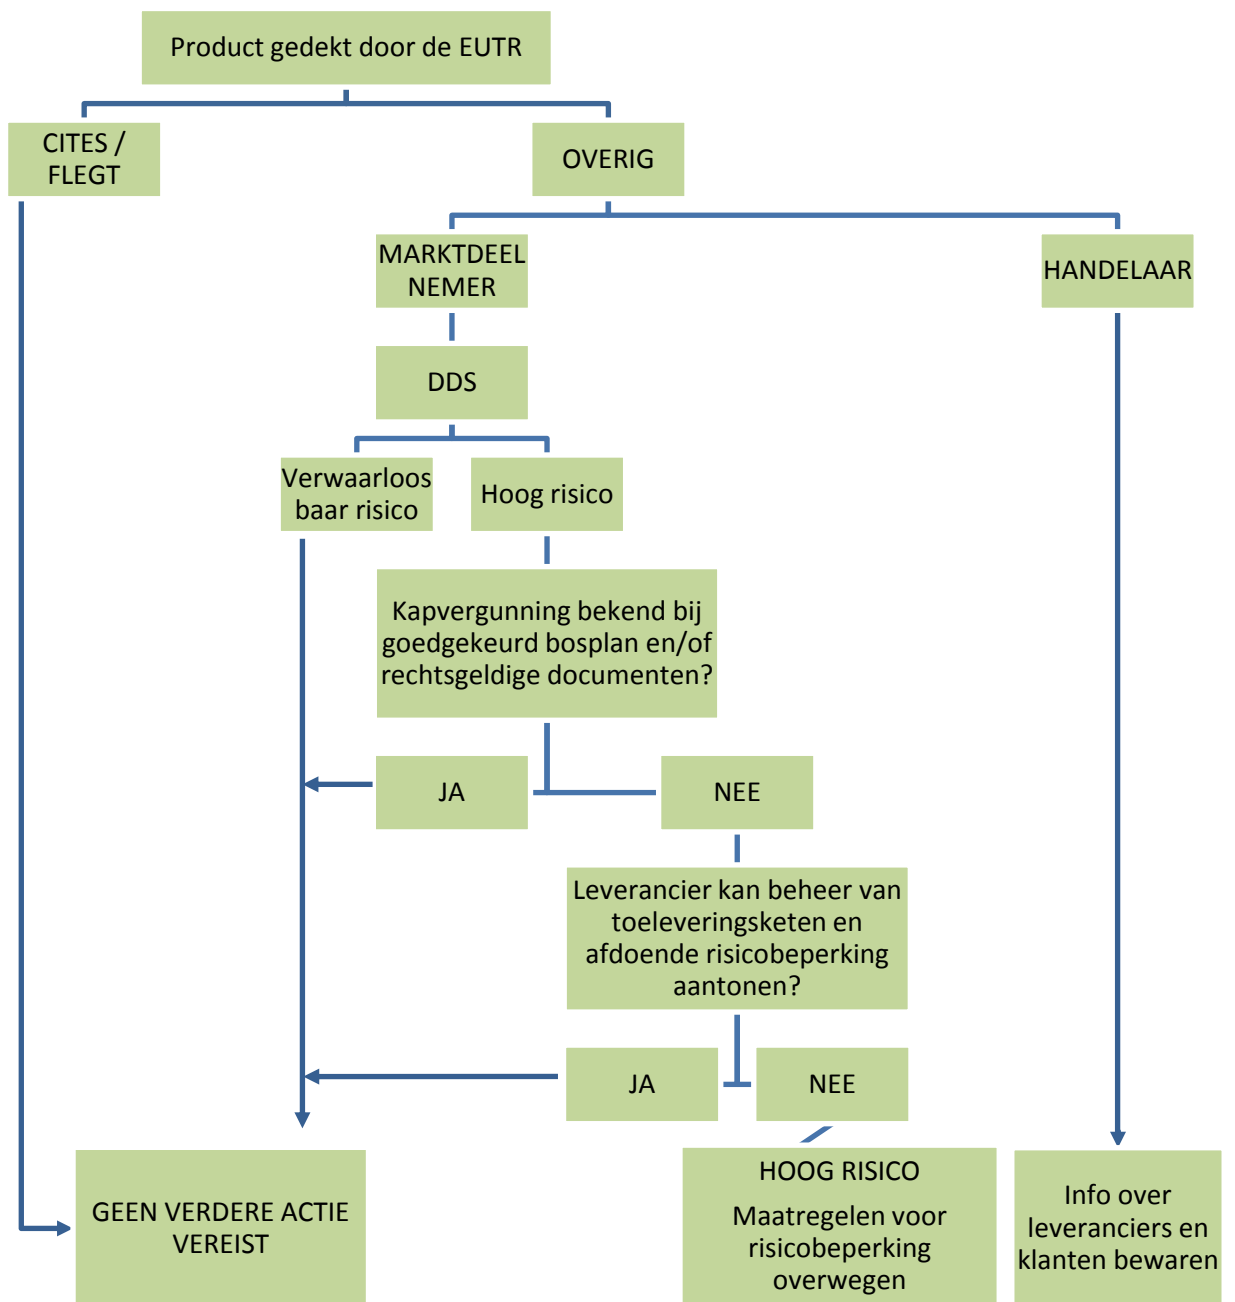 Product gedekt door de EUTR
CITES /
FLEGT
OVERIG
MARKTDEEL
NEMER
HANDELAAR
DDS
Verwaarloos
baar risico
Hoog risico
Kapvergunning bekend bij
goedgekeurd bosplan en/of
rechtsgeldige documenten?
JA
NEE
Leverancier kan beheer van
toeleveringsketen en
afdoende risicobeperking
aantonen?
JA
NEE
GEEN VERDERE ACTIE
VEREIST
HOOG RISICO
Maatregelen voor
risicobeperking
overwegen
Info over
leveranciers en
klanten bewaren